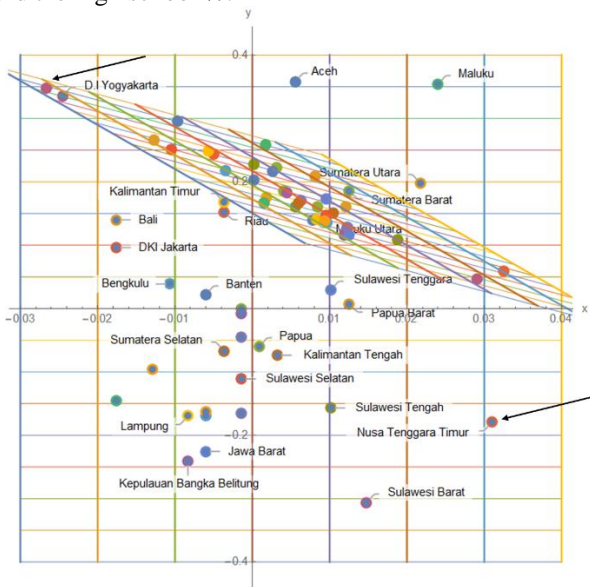 y
0.4
Aceh
Maluku
D.I Yogyakarta
Sumatera Utara
0.2
Kalimantan Timur
Sumatera Barat
Bali
Riau
Maluku Utara
DKI Jakarta
Bengkulu
Banten
Sulawesi Tenggara
x
-0.03
-0.02
-0.01
0.01
0.02
0.03
0.04
Papua Barat
Sumatera Selatan
Papua
Kalimantan Tengah
Sulawesi Selatan
Sulawesi Tengah
Lampung
-0.2
Nusa Tenggara Timur
Jawa Barat
Kepulauan Bangka Belitung
Sulawesi Barat
-0.4